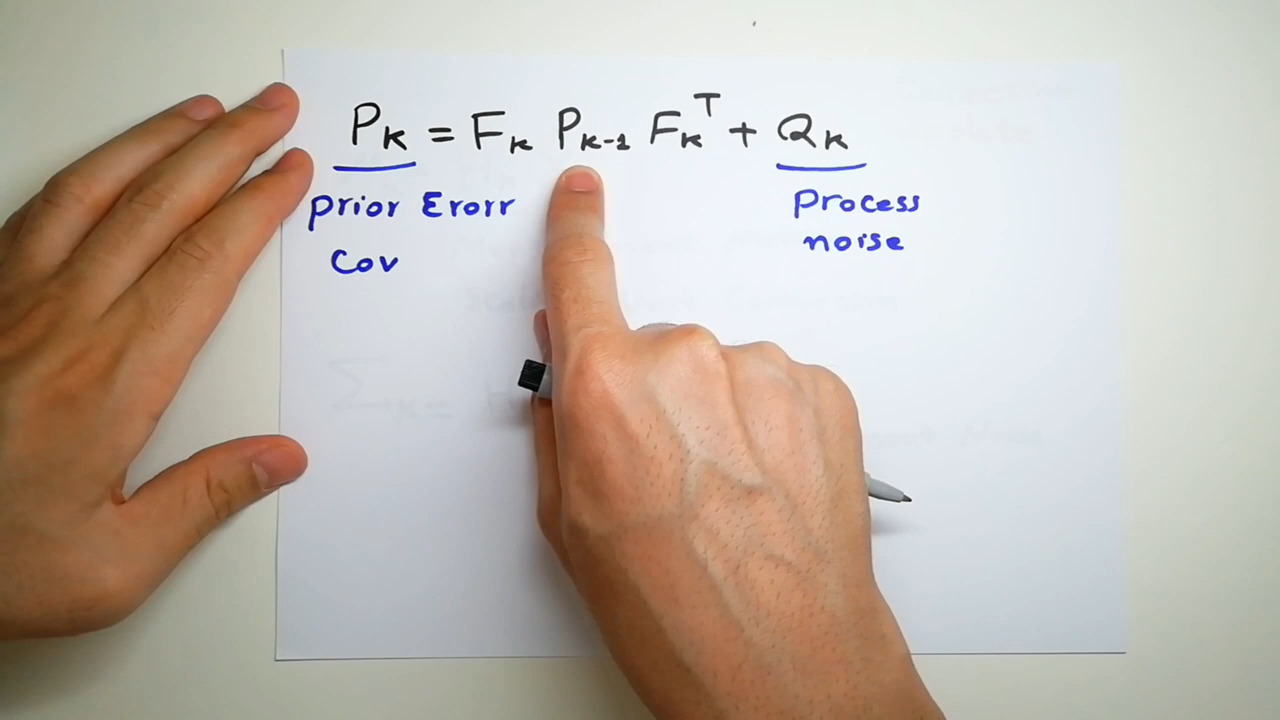 Pₖ = Fₖ Pₖ₋₁ Fₖᵀ + Qₖ
prior Erorr
Cov
Process
noise